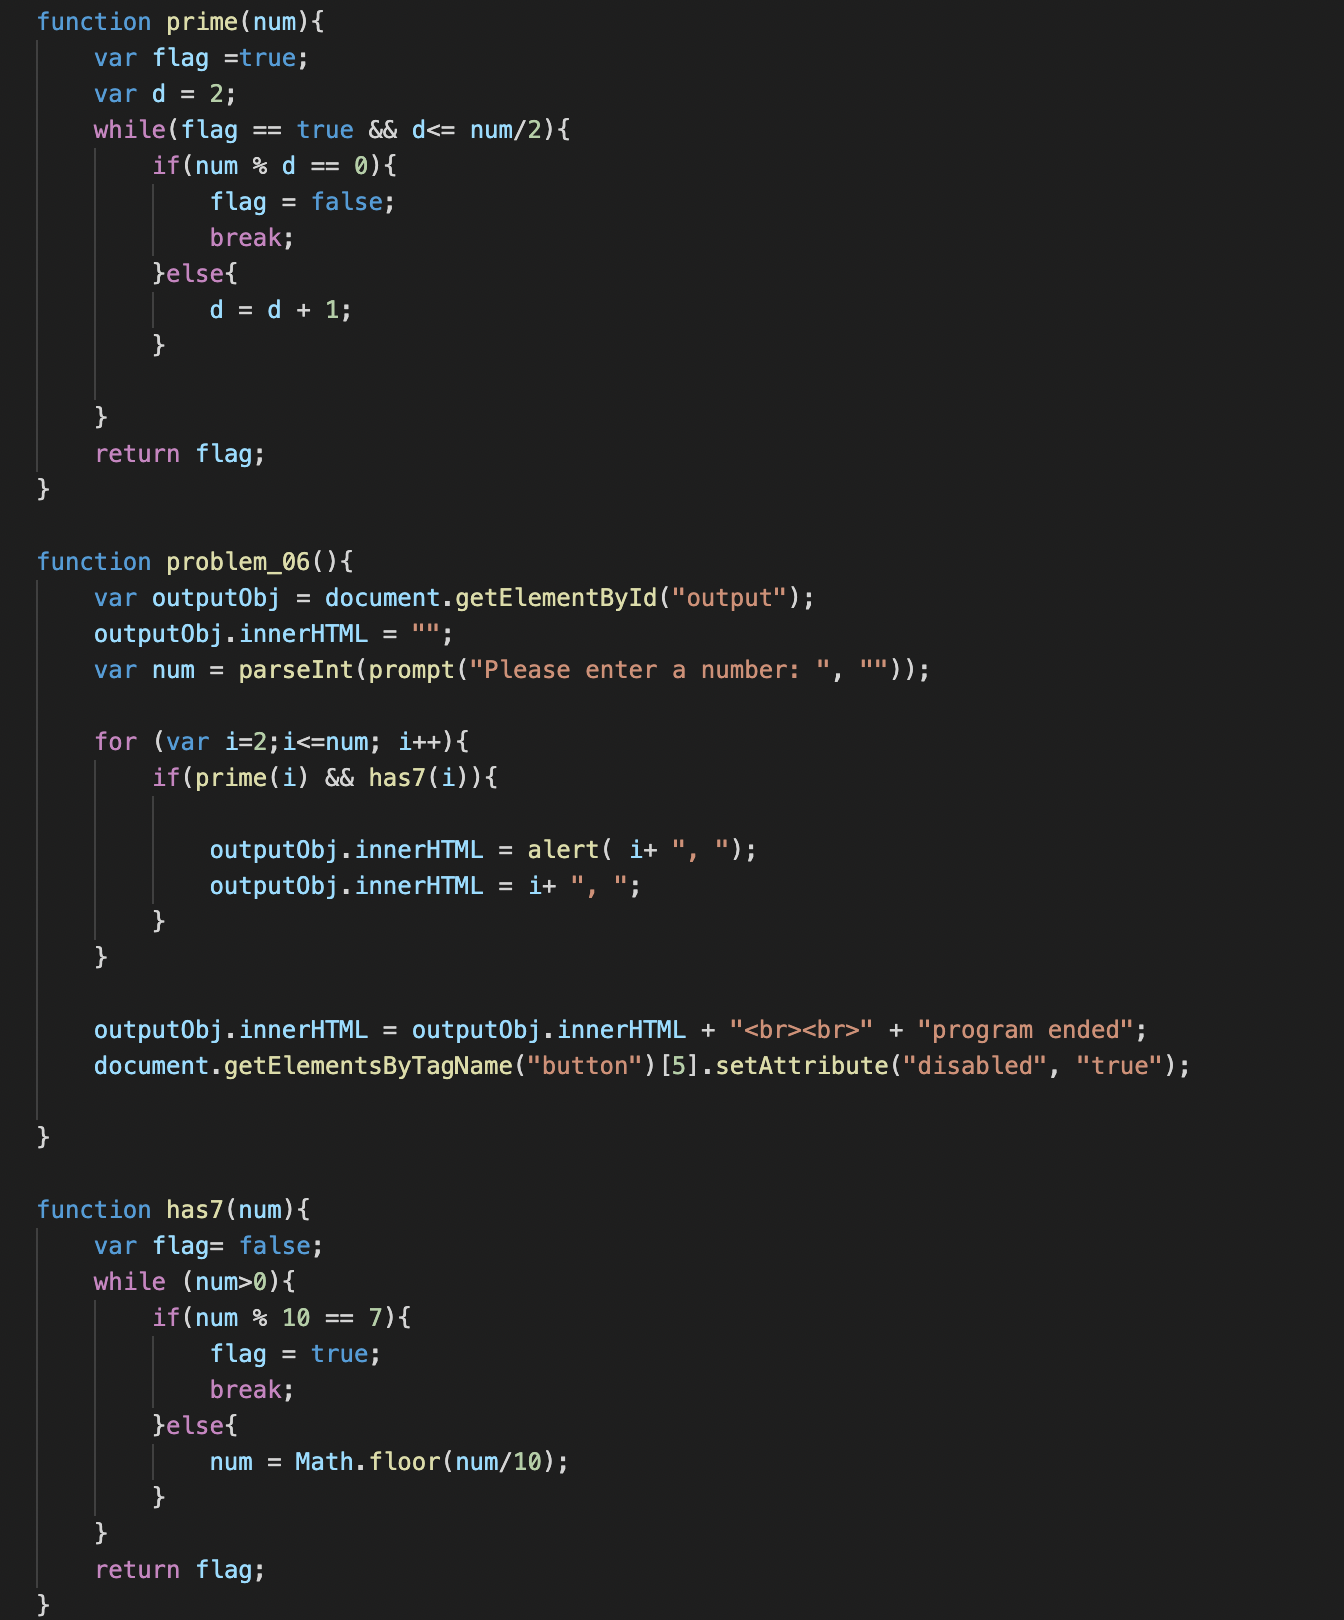 function prime(num){
    var flag =true;
    var d = 2;
    while(flag == true && d<= num/2){
        if(num % d == 0){
            flag = false;
            break;
        }else{
            d = d + 1;
        }

    }
    return flag;
}

function problem_06(){
    var outputObj = document.getElementById("output");
    outputObj.innerHTML = "";
    var num = parseInt(prompt("Please enter a number: ", ""));

    for (var i=2;i<=num; i++){
        if(prime(i) && has7(i)){

            outputObj.innerHTML = alert( i+ ", ");
            outputObj.innerHTML = i+ ", ";
        }
    }

    outputObj.innerHTML = outputObj.innerHTML + "<br><br>" + "program ended";
    document.getElementsByTagName("button")[5].setAttribute("disabled", "true");

}

function has7(num){
    var flag= false;
    while (num>0){
        if(num % 10 == 7){
            flag = true;
            break;
        }else{
            num = Math.floor(num/10);
        }
    }
    return flag;
}